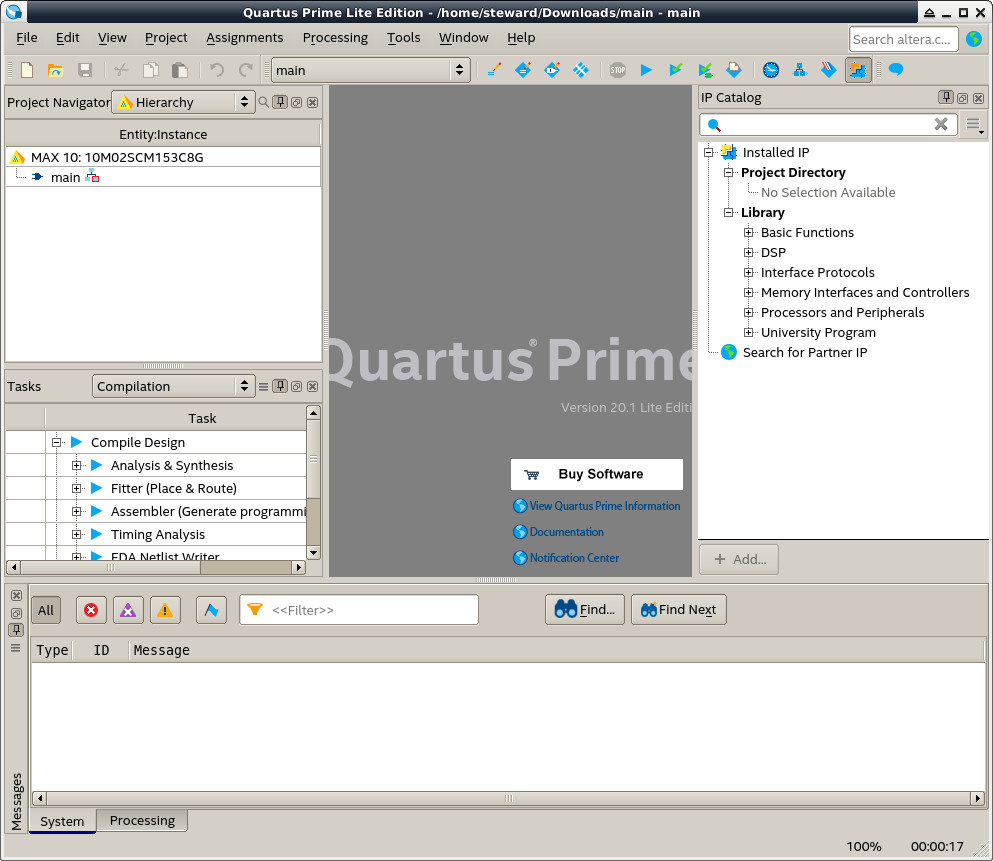 Quartus Prime Lite Edition - /home/steward/Downloads/main - main
File Edit View Project Assignments Processing Tools Window Help
Search altera.c...
main
STOP
Project Navigator Hierarchy
Entity:Instance
MAX 10: 10M02SCM153C8G
main
Tasks Compilation
Task
Compile Design
Analysis & Synthesis
Fitter (Place & Route)
Assembler (Generate programmi
Timing Analysis
EDA Netlist Writer
Quartus® Prime
Version 20.1 Lite Editi
Buy Software
View Quartus Prime Information
Documentation
Notification Center
IP Catalog
Installed IP
Project Directory
No Selection Available
Library
Basic Functions
DSP
Interface Protocols
Memory Interfaces and Controllers
Processors and Peripherals
University Program
Search for Partner IP
+ Add...
All
<<Filter>>
Find...
Find Next
Type ID Message
Messages
System Processing
100% 00:00:17